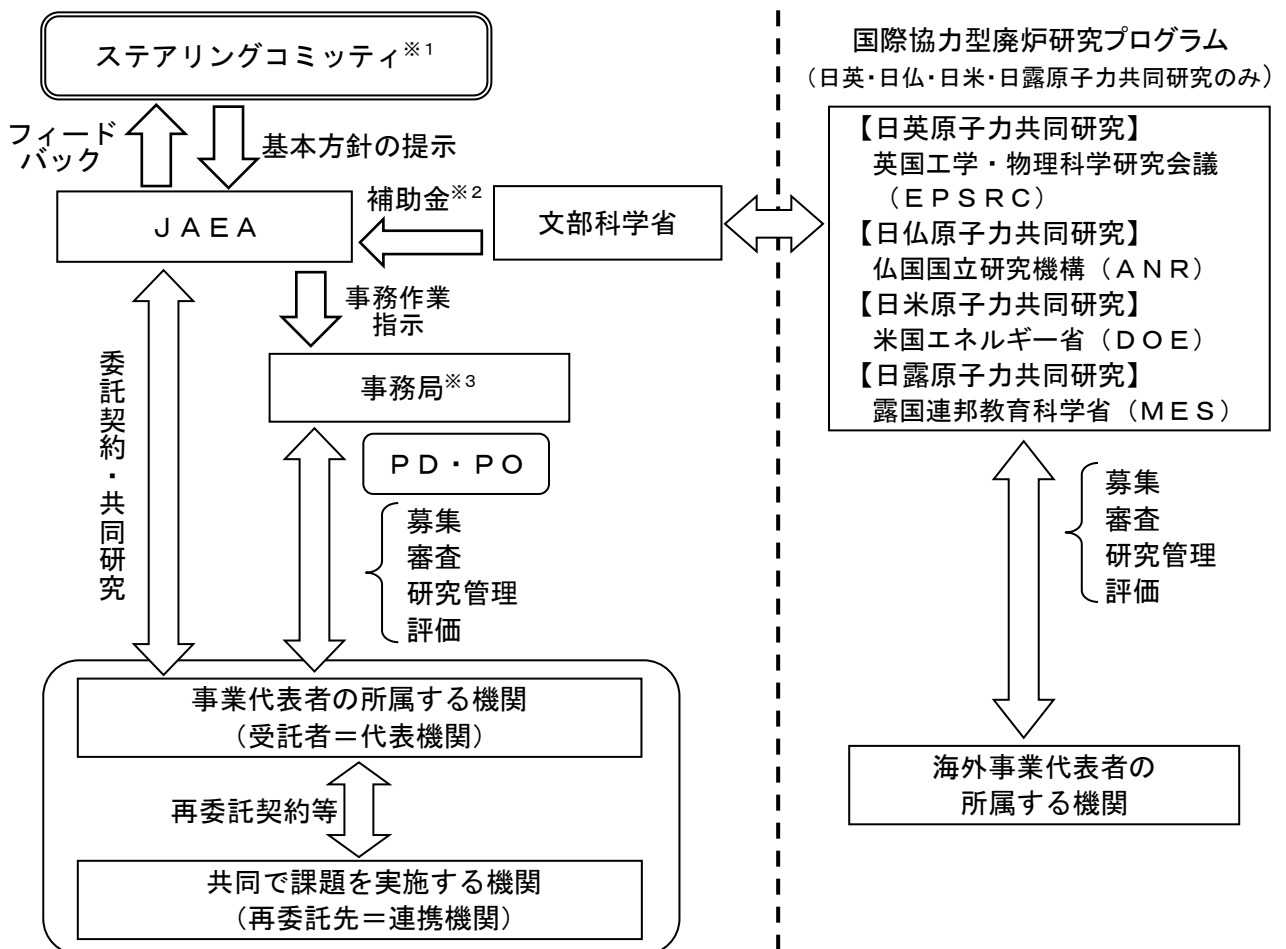 ステアリングコミッティ※1
フィード
バック
基本方針の提示
JAEA
補助金※2
文部科学省
事務作業
指示
事務局※3
PD・PO
募集
審査
研究管理
評価
委託契約・共同研究
事業代表者の所属する機関
(受託者=代表機関)
再委託契約等
共同で課題を実施する機関
(再委託先=連携機関)
国際協力型廃炉研究プログラム
(日英・日仏・日米・日露原子力共同研究のみ)
【日英原子力共同研究】
英国工学・物理科学研究会議
(EPSRC)
【日仏原子力共同研究】
仏国国立研究機構(ANR)
【日米原子力共同研究】
米国エネルギー省(DOE)
【日露原子力共同研究】
露国連邦教育科学省(MES)
募集
審査
研究管理
評価
海外事業代表者の
所属する機関